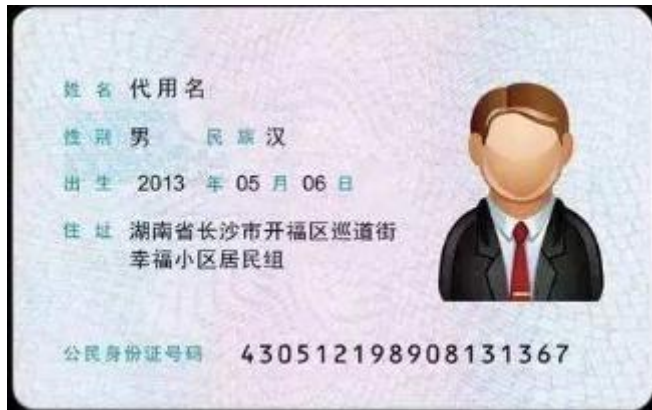 姓名 代用名
性别 男 民族 汉
出生 2013 年 05 月 06 日
住址 湖南省长沙市开福区巡道街
幸福小区居民组
公民身份证号码 430512198908131367